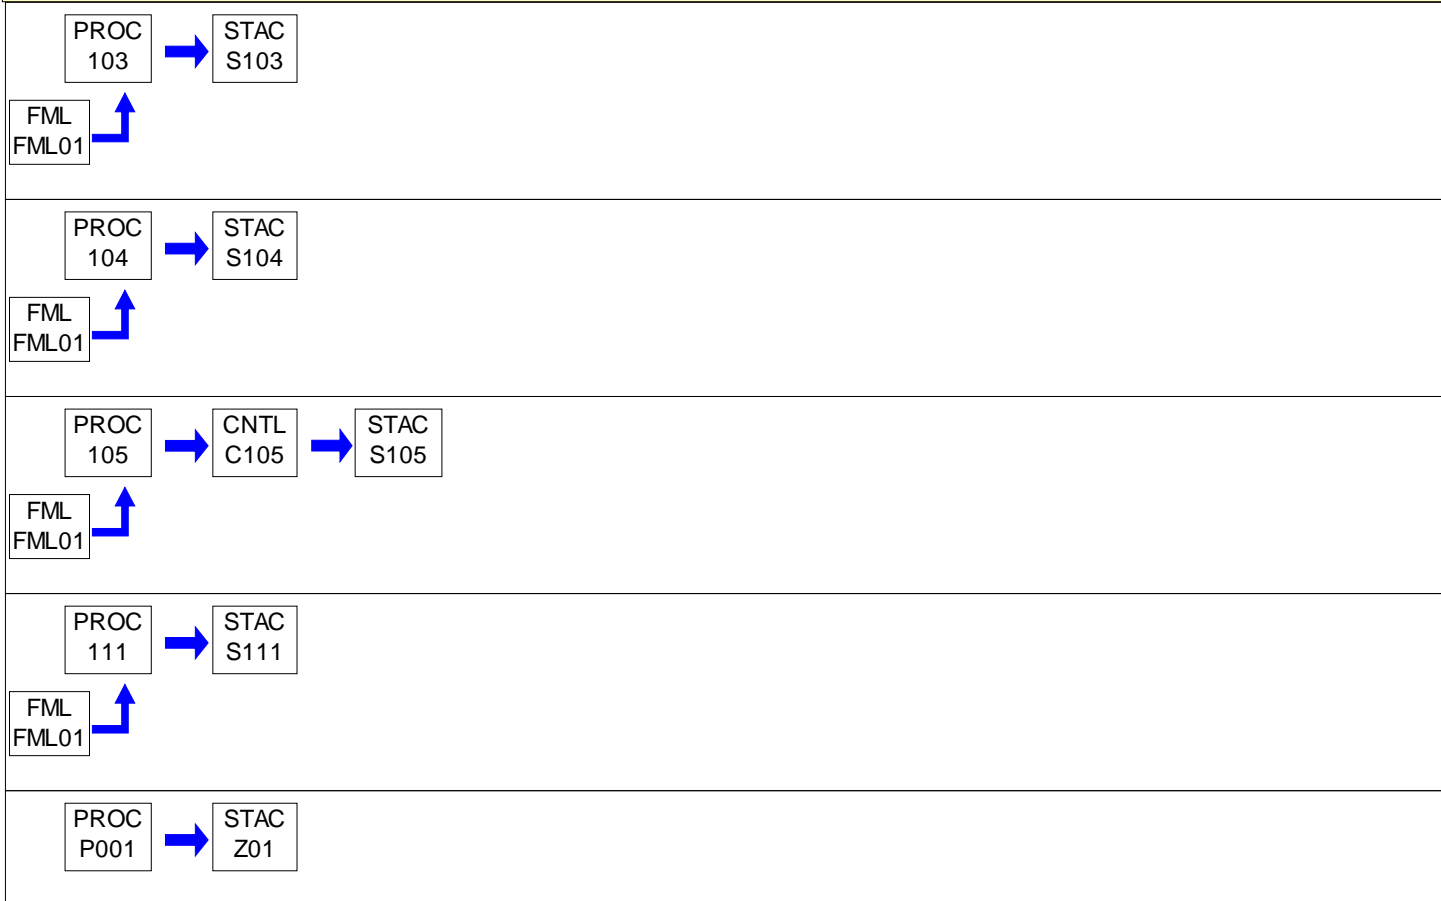 PROC
103
STAC
S103
FML
FML01
PROC
104
STAC
S104
FML
FML01
PROC
105
CNTL
C105
STAC
S105
FML
FML01
PROC
111
STAC
S111
FML
FML01
PROC
P001
STAC
Z01